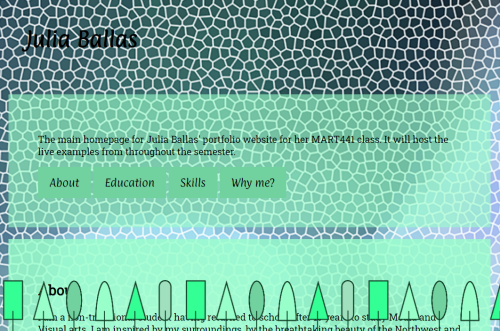 Julia Ballas
The main homepage for Julia Ballas' portfolio website for her MART441 class. It will host the
live examples from throughout the semester.
About Education Skills Why me?
Visual arts. I am inspired by my surroundings, by the breathtaking beauty of the Northwest and